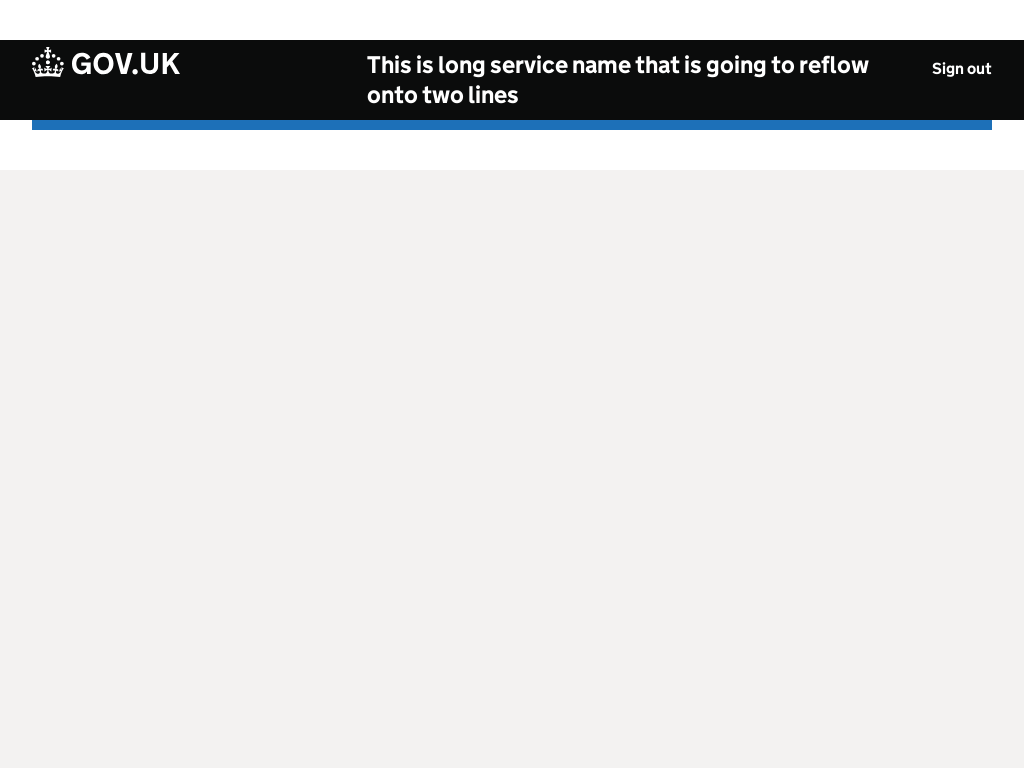 GOV.UK
This is long service name that is going to reflow
onto two lines
Sign out